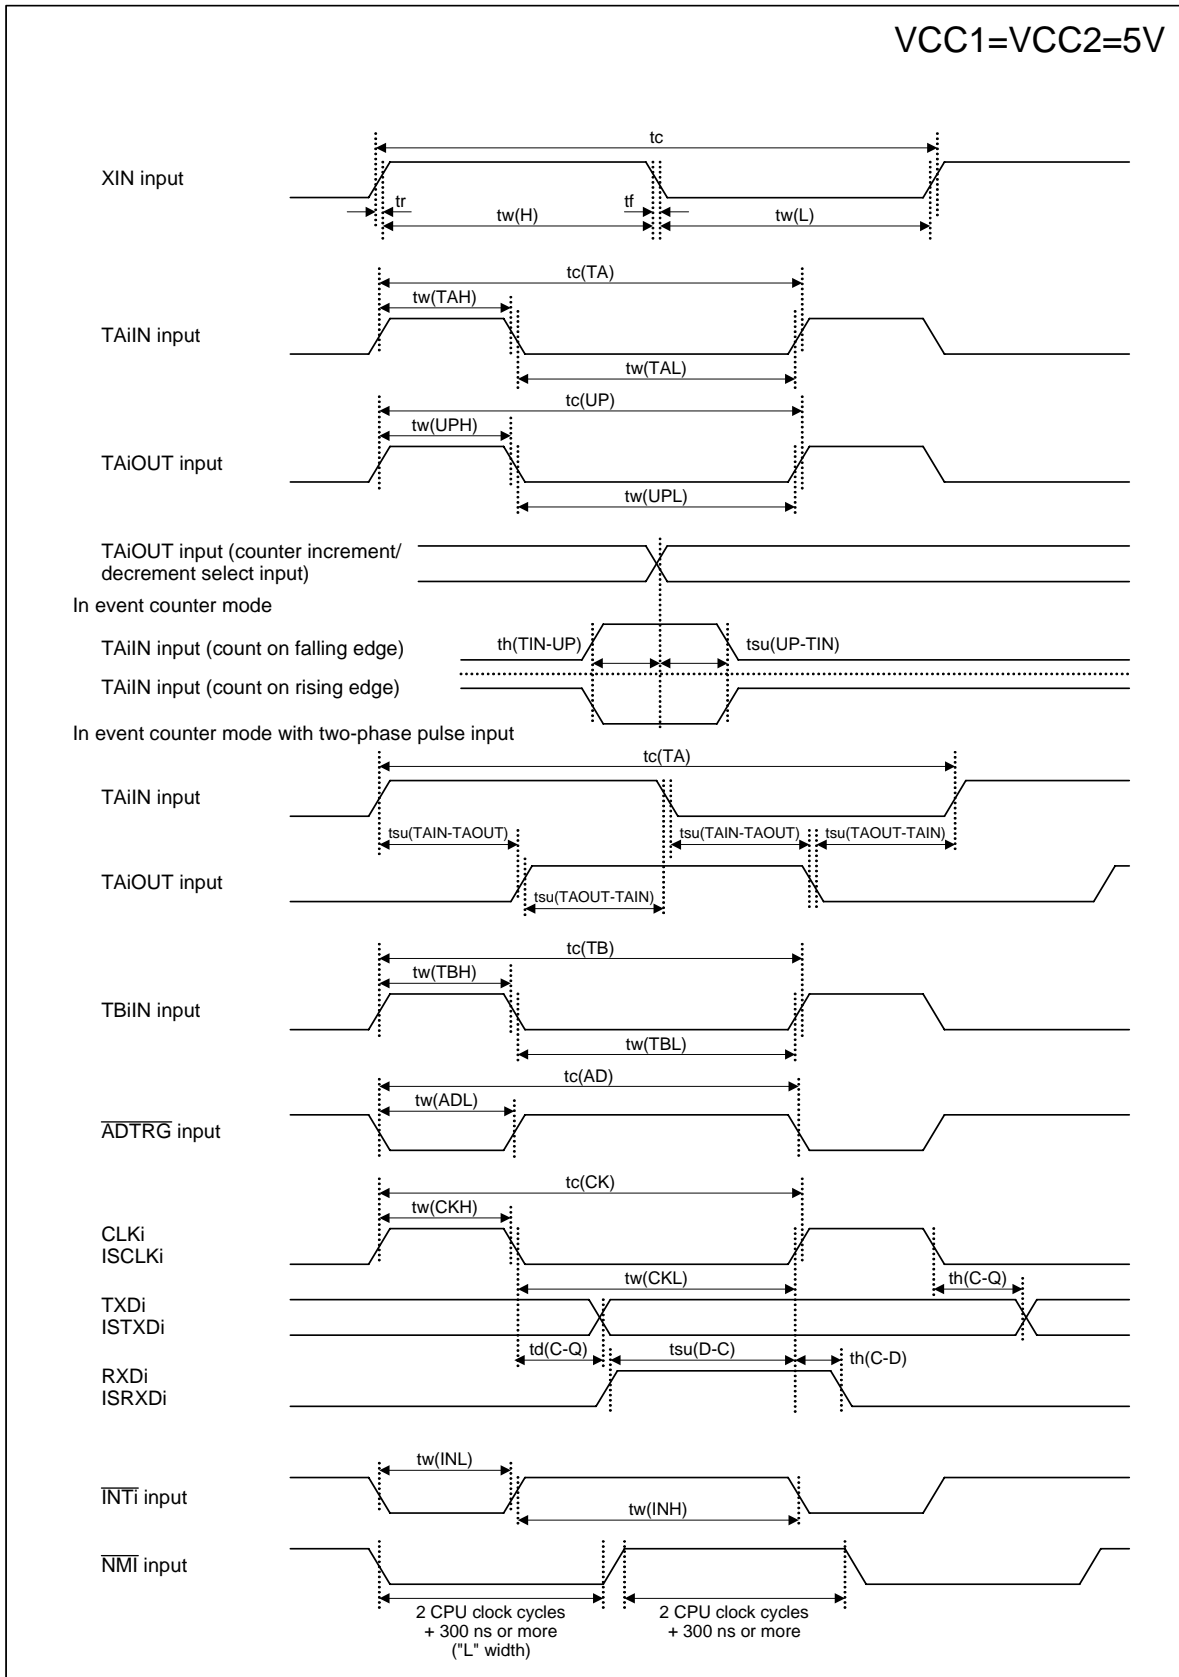 VCC1=VCC2=5V
tc
XIN input
tr
tf
tw(H)
tw(L)
tc(TA)
tw(TAH)
TAiIN input
tw(TAL)
tc(UP)
tw(UPH)
TAiOUT input
tw(UPL)
TAiOUT input (counter increment/
decrement select input)
In event counter mode
TAiIN input (count on falling edge)
th(TIN-UP)
tsu(UP-TIN)
TAiIN input (count on rising edge)
In event counter mode with two-phase pulse input
tc(TA)
TAiIN input
tsu(TAIN-TAOUT)
tsu(TAIN-TAOUT)
tsu(TAOUT-TAIN)
TAiOUT input
tsu(TAOUT-TAIN)
tc(TB)
tw(TBH)
TBiIN input
tw(TBL)
tc(AD)
tw(ADL)
ADTRG input
tc(CK)
tw(CKH)
CLKi
ISCLKi
tw(CKL)
th(C-Q)
TXDi
ISTXDi
td(C-Q)
tsu(D-C)
th(C-D)
RXDi
ISRXDi
tw(INL)
INTi input
tw(INH)
NMI input
2 CPU clock cycles
+ 300 ns or more
("L" width)
2 CPU clock cycles
+ 300 ns or more